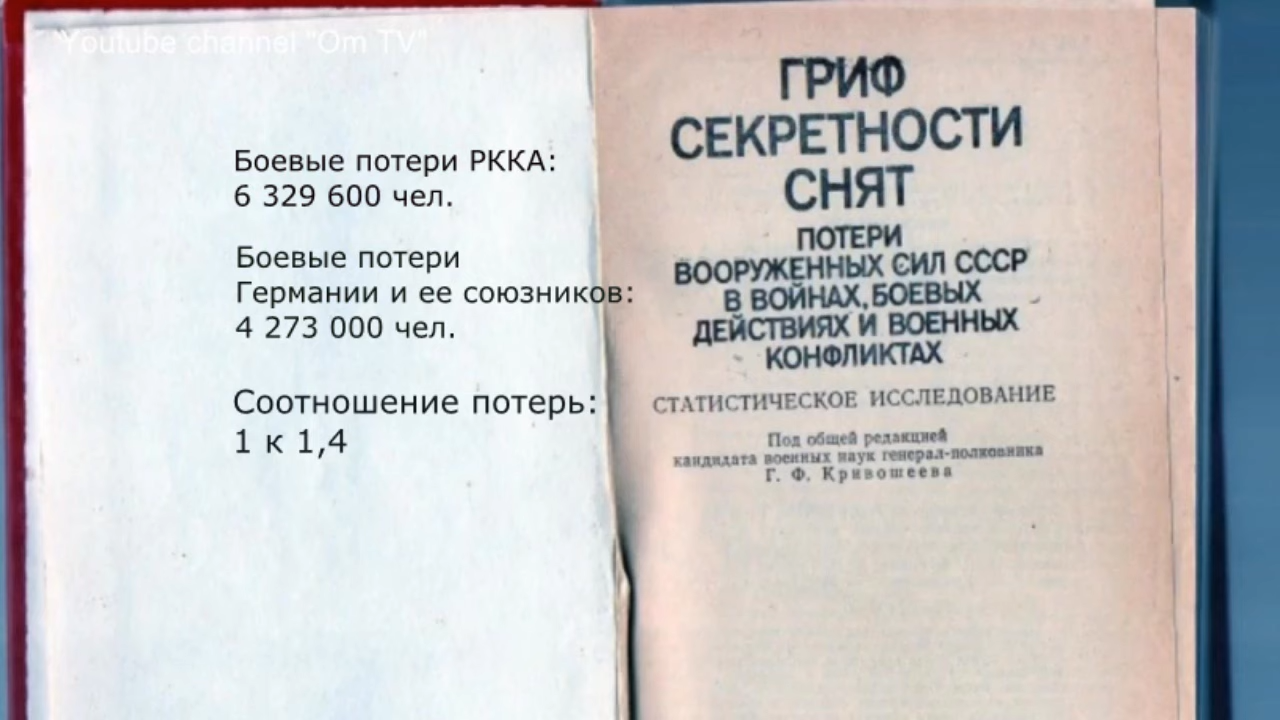 "Youtube channel "Om TV"
Боевые потери РККА:
6 329 600 чел.
Боевые потери
Германии и ее союзников:
4 273 000 чел.
Соотношение потерь:
1 к 1,4
ГРИФ
СЕКРЕТНОСТИ
СНЯТ
ПОТЕРИ
ВООРУЖЕННЫХ СИЛ СССР
В ВОЙНАХ, БОЕВЫХ
ДЕЙСТВИЯХ И ВОЕННЫХ
КОНФЛИКТАХ
СТАТИСТИЧЕСКОЕ ИССЛЕДОВАНИЕ
Под общей редакцией
кандидата военных наук генерал-полковника
Г. Ф. Кривошеева